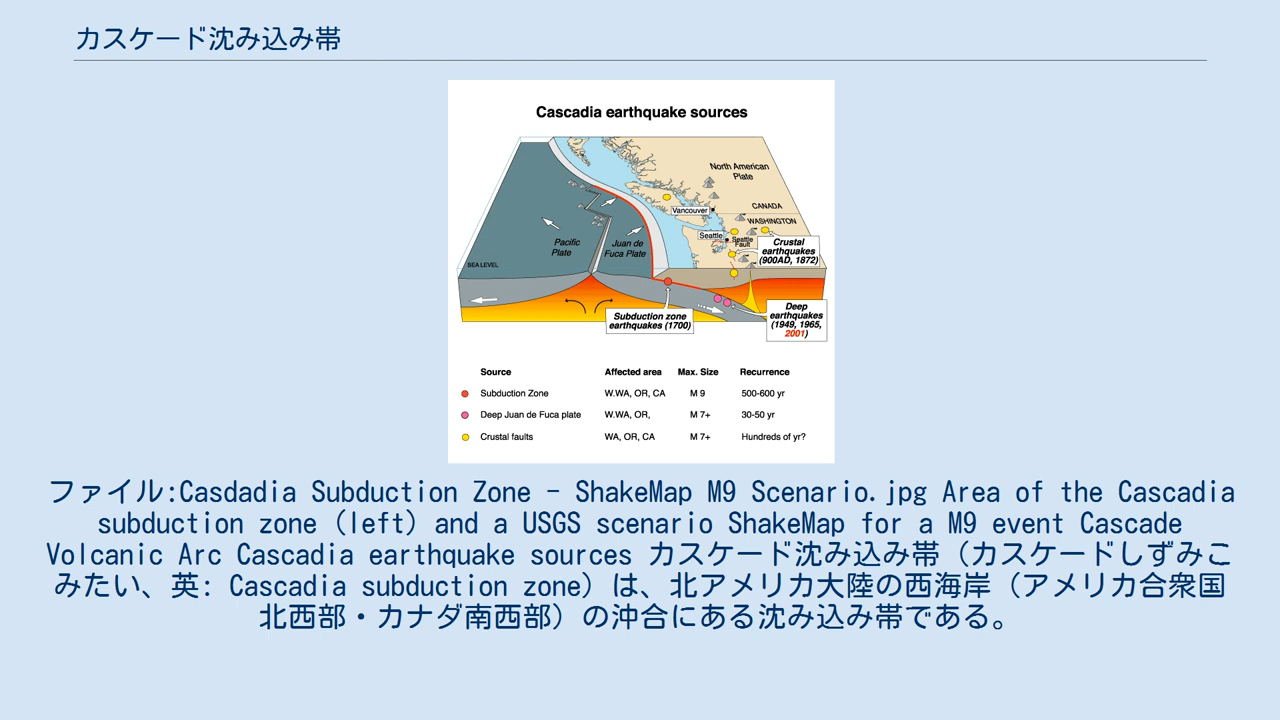 カスケード沈み込み帯
Cascadia earthquake sources
North American
Plate
CANADA
Vancouver
WASHINGTON
Seattle
Seattle
Fault
Crustal
earthquakes
(900AD, 1872)
Pacific
Plate
Juan de
Fuca Plate
SEA LEVEL
Subduction zone
earthquakes (1700)
Deep
earthquakes
(1949, 1965,
2001)
Source Affected area Max. Size Recurrence
Subduction Zone W.WA, OR, CA M 9 500-600 yr
Deep Juan de Fuca plate W.WA, OR, M 7+ 30-50 yr
Crustal faults WA, OR, CA M 7+ Hundreds of yr?
ファイル:Casdadia Subduction Zone - ShakeMap M9 Scenario.jpg Area of the Cascadia
subduction zone (left) and a USGS scenario ShakeMap for a M9 event Cascade
Volcanic Arc Cascadia earthquake sources カスケード沈み込み帯（カスケードしずみこ
みたい、英: Cascadia subduction zone）は、北アメリカ大陸の西海岸（アメリカ合衆国
北西部・カナダ南西部）の沖合にある沈み込み帯である。